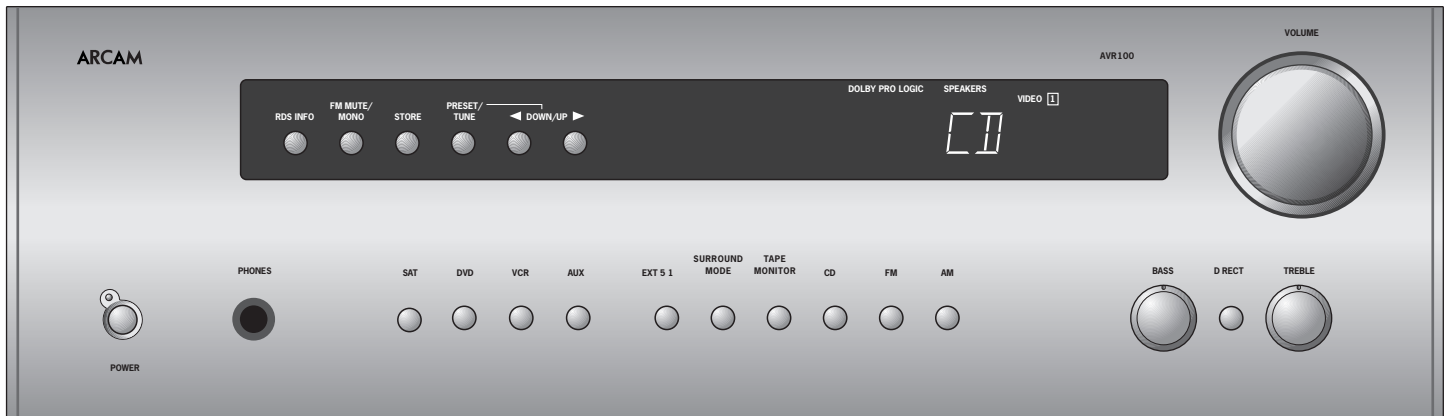 VOLUME
ARCAM
AVR100
DOLBY PRO LOGIC SPEAKERS
VIDEO 1
FM MUTE/
MONO
PRESET/
TUNE
RDS INFO
STORE
DOWN/UP
CD
PHONES
SAT
DVD
VCR
AUX
EXT 5 1
SURROUND
MODE
TAPE
MONITOR
CD
FM
AM
BASS
D RECT
TREBLE
POWER